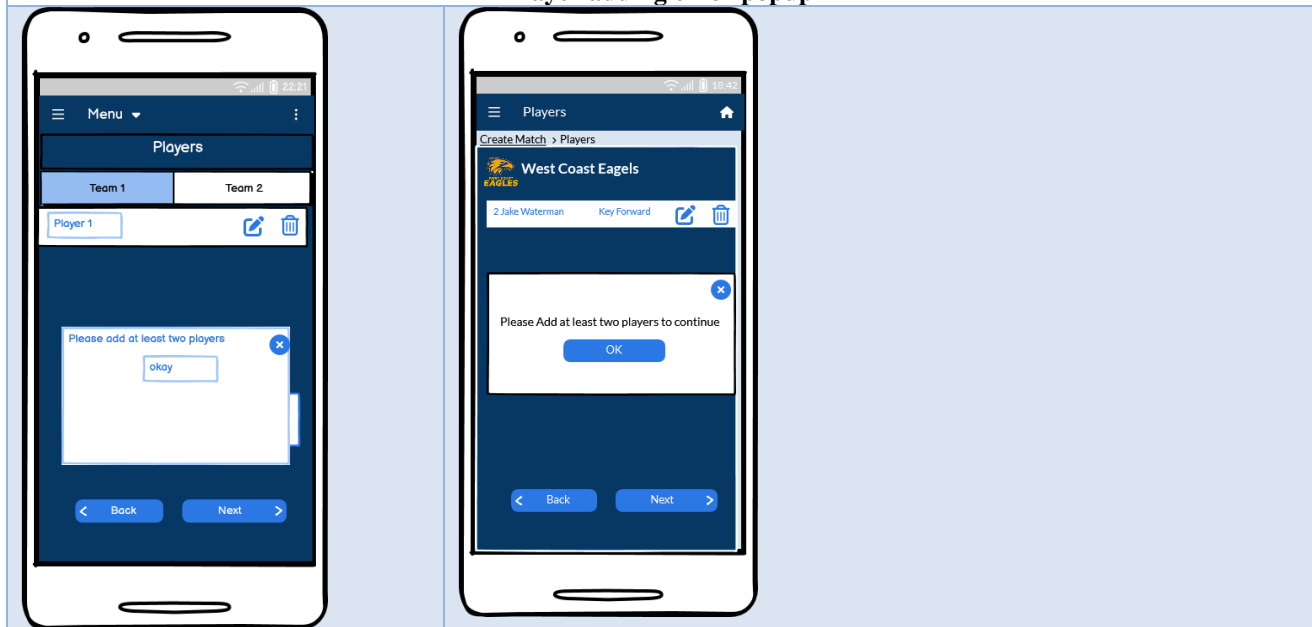 22:21
Menu
Players
Team 1 Team 2
Player 1
Please add at least two players
okay
Back Next
18:42
Players
Create Match > Players
West Coast Eagels
EAGLES
2 Jake Waterman Key Forward
Please Add at least two players to continue
OK
Back Next